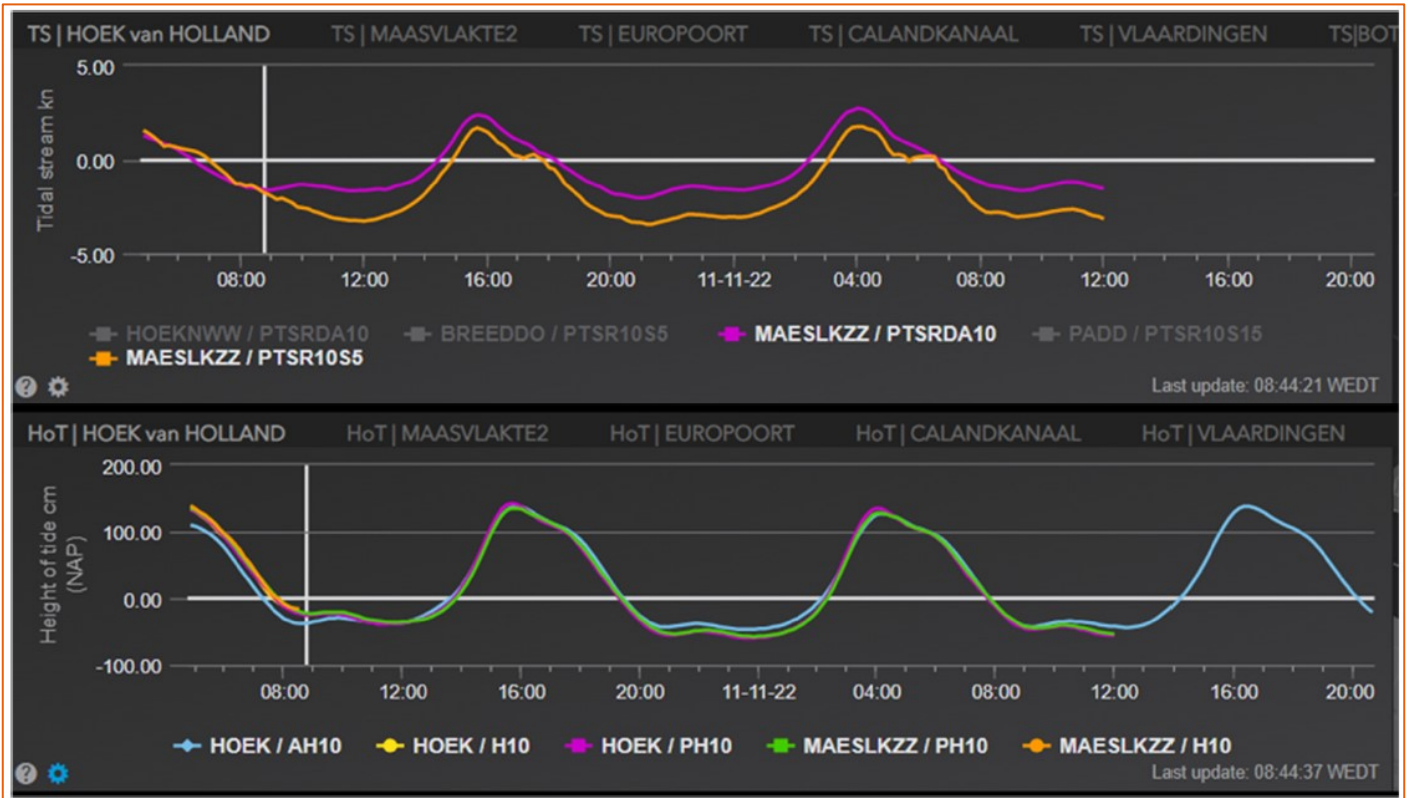 TS | HOEK van HOLLAND TS | MAASVLAKTE2 TS | EUROPOORT TS | CALANDKANAAL TS | VLAARDINGEN TS|BOT
Tidal stream kn
5.00
0.00
-5.00
08:00 12:00 16:00 20:00 11-11-22 04:00 08:00 12:00 16:00 20:00
HOEKNWW / PTSRDA10 BREEDDO / PTSR10S5 MAESLKZZ / PTSRDA10 PADD / PTSR10S15
MAESLKZZ / PTSR10S5
? Last update: 08:44:21 WEDT
HoT | HOEK van HOLLAND HoT | MAASVLAKTE2 HoT | EUROPOORT HoT | CALANDKANAAL HoT | VLAARDINGEN
Height of tide cm
(NAP)
200.00
100.00
0.00
-100.00
08:00 12:00 16:00 20:00 11-11-22 04:00 08:00 12:00 16:00 20:00
HOEK / AH10 HOEK / H10 HOEK / PH10 MAESLKZZ / PH10 MAESLKZZ / H10
? Last update: 08:44:37 WEDT